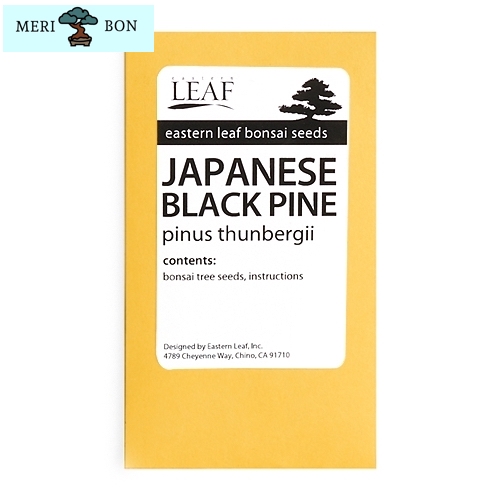 MERI BON
EASTERN
LEAF
eastern leaf bonsai seeds
JAPANESE
BLACK PINE
pinus thunbergii
contents:
bonsai tree seeds, instructions
Designed by Eastern Leaf, Inc.
4789 Cheyenne Way, Chino, CA 91710